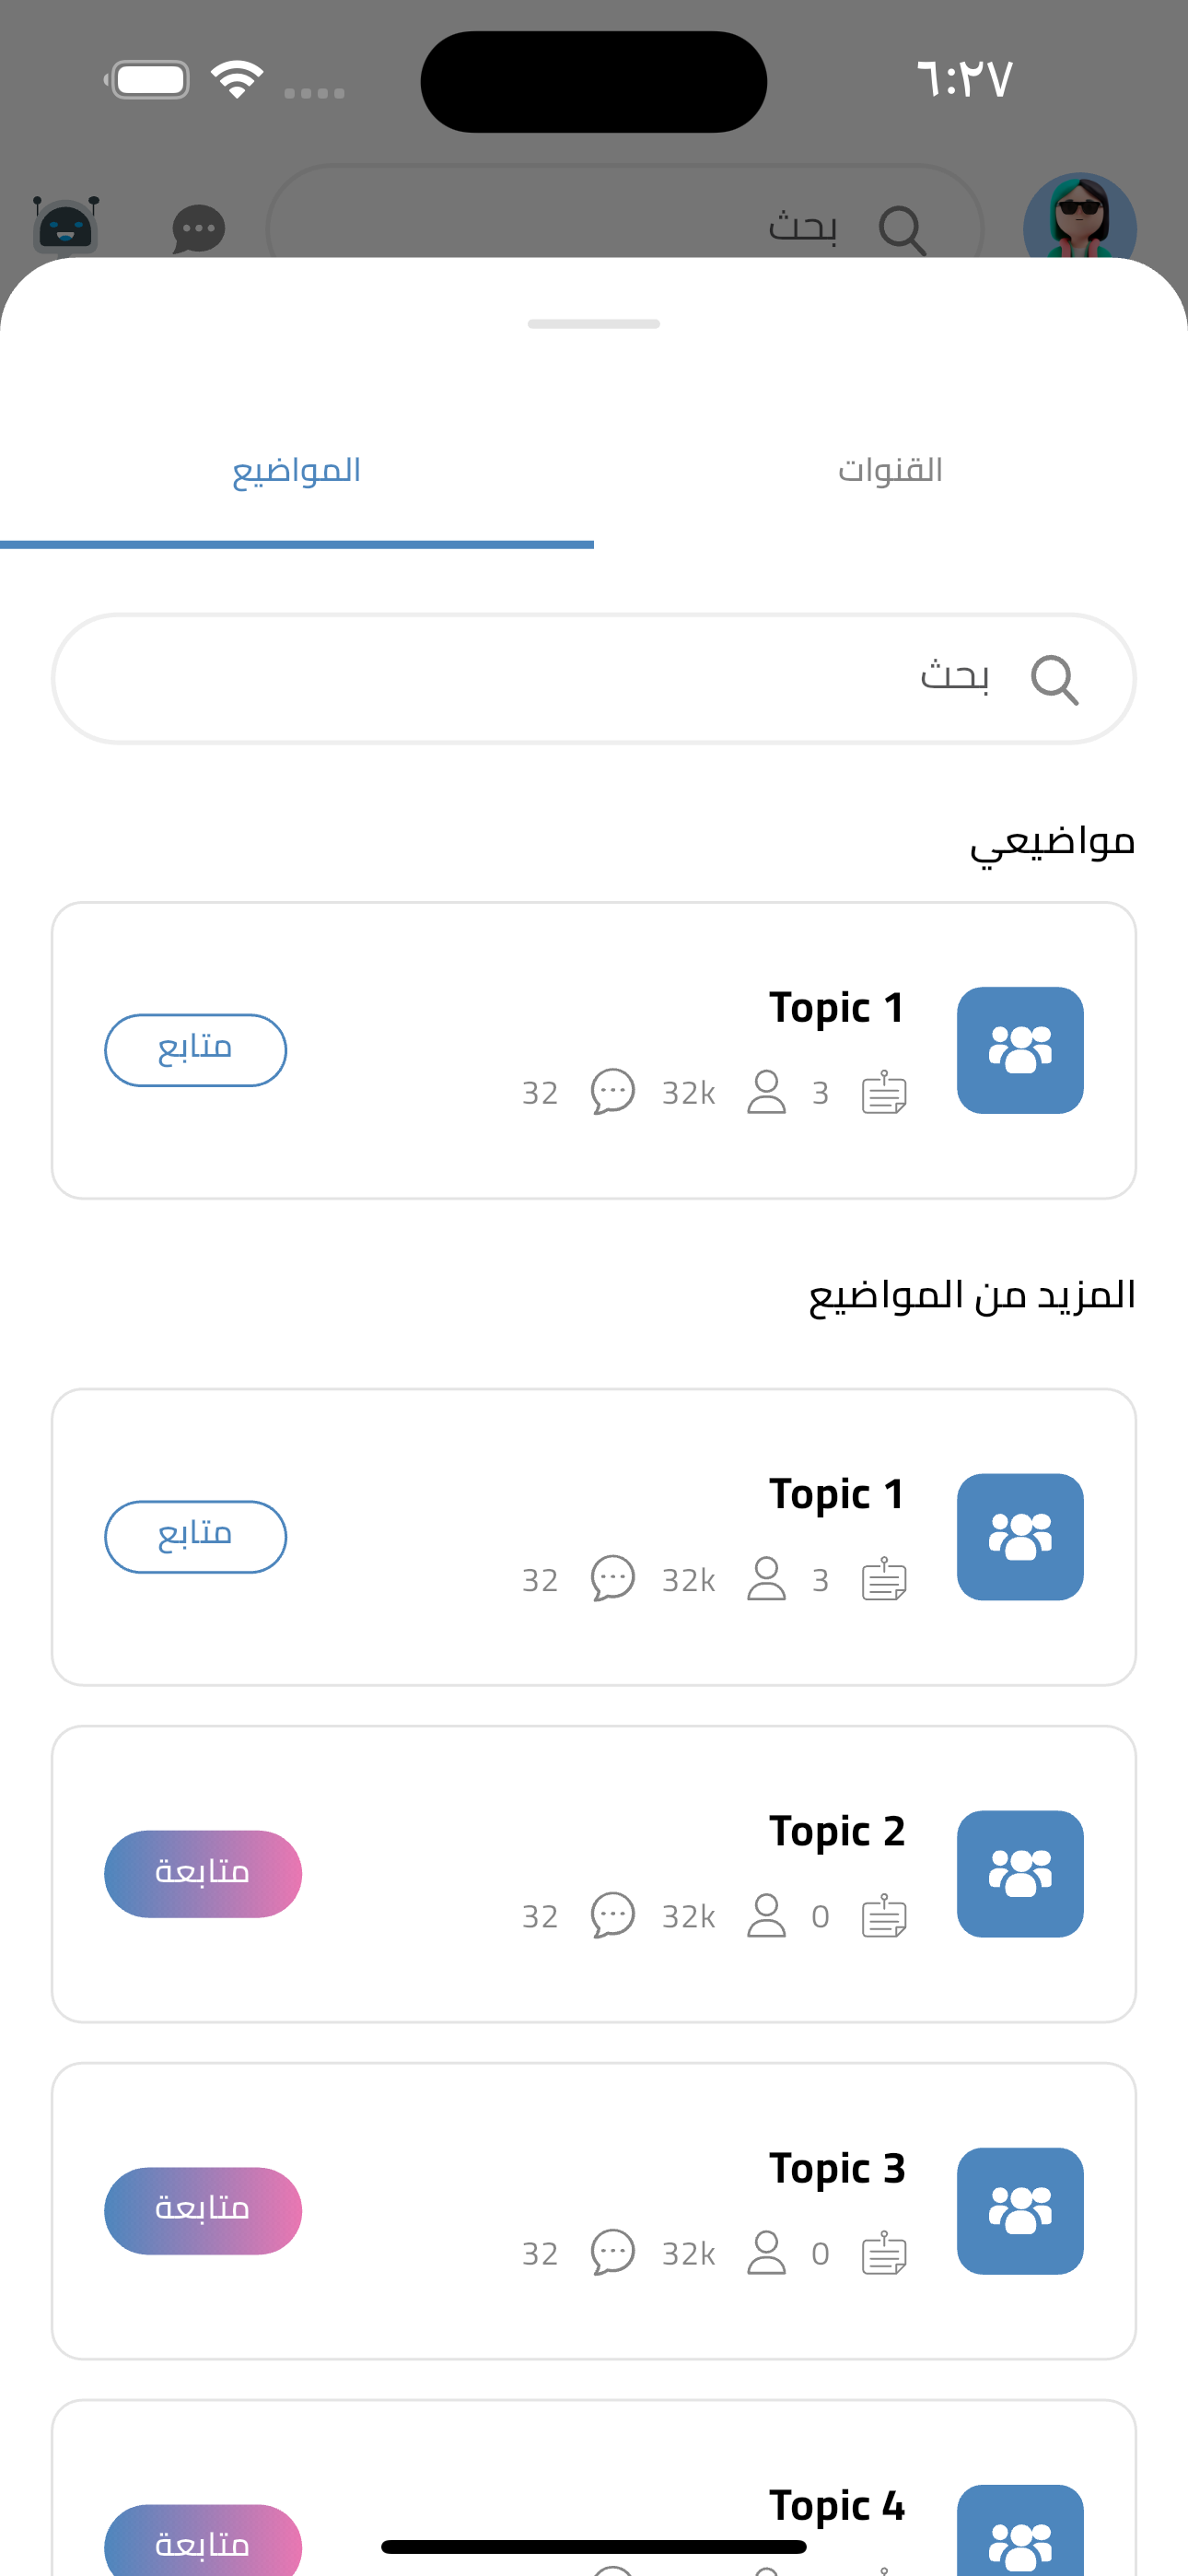 ٦:٢٧
بحث
القنوات
المواضيع
بحث
مواضيعي
Topic 1
متابع
3 32k 32
المزيد من المواضيع
Topic 1
متابع
3 32k 32
Topic 2
متابعة
0 32k 32
Topic 3
متابعة
0 32k 32
Topic 4
متابعة